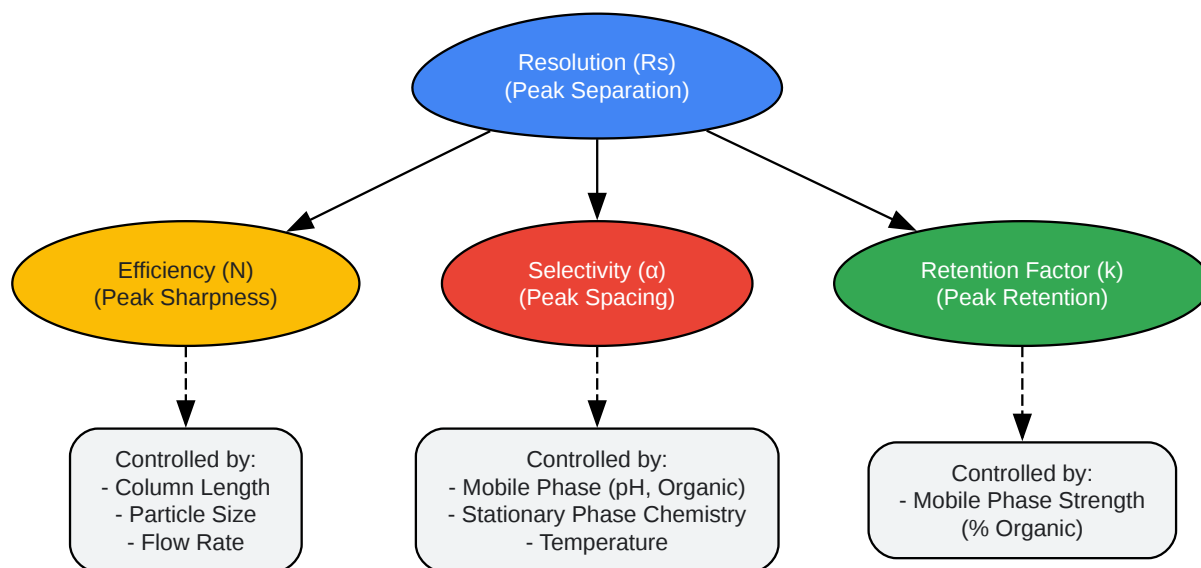 Resolution (Rs)
(Peak Separation)
Efficiency (N)
(Peak Sharpness)
Selectivity (α)
(Peak Spacing)
Retention Factor (k)
(Peak Retention)
Controlled by:
- Column Length
- Particle Size
- Flow Rate
Controlled by:
- Mobile Phase (pH, Organic)
- Stationary Phase Chemistry
- Temperature
Controlled by:
- Mobile Phase Strength
(% Organic)